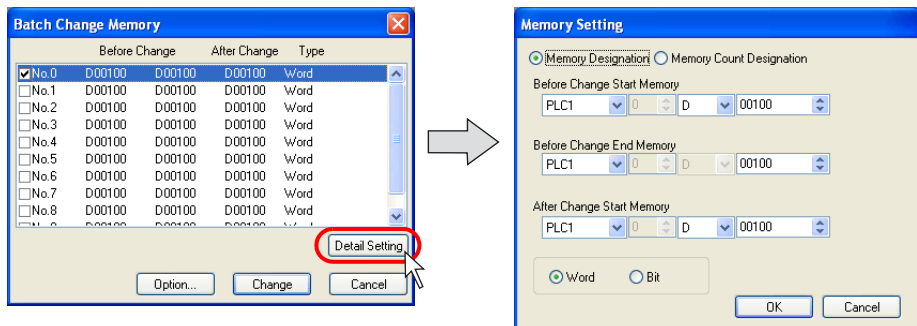 Batch Change Memory
Before Change After Change Type
No.0 D00100 D00100 D00100 Word
No.1 D00100 D00100 D00100 Word
No.2 D00100 D00100 D00100 Word
No.3 D00100 D00100 D00100 Word
No.4 D00100 D00100 D00100 Word
No.5 D00100 D00100 D00100 Word
No.6 D00100 D00100 D00100 Word
No.7 D00100 D00100 D00100 Word
No.8 D00100 D00100 D00100 Word
Detail Setting
Option... Change Cancel
Memory Setting
Memory Designation Memory Count Designation
Before Change Start Memory
PLC1 0 D 00100
Before Change End Memory
PLC1 0 D 00100
After Change Start Memory
PLC1 0 D 00100
Word Bit
OK Cancel